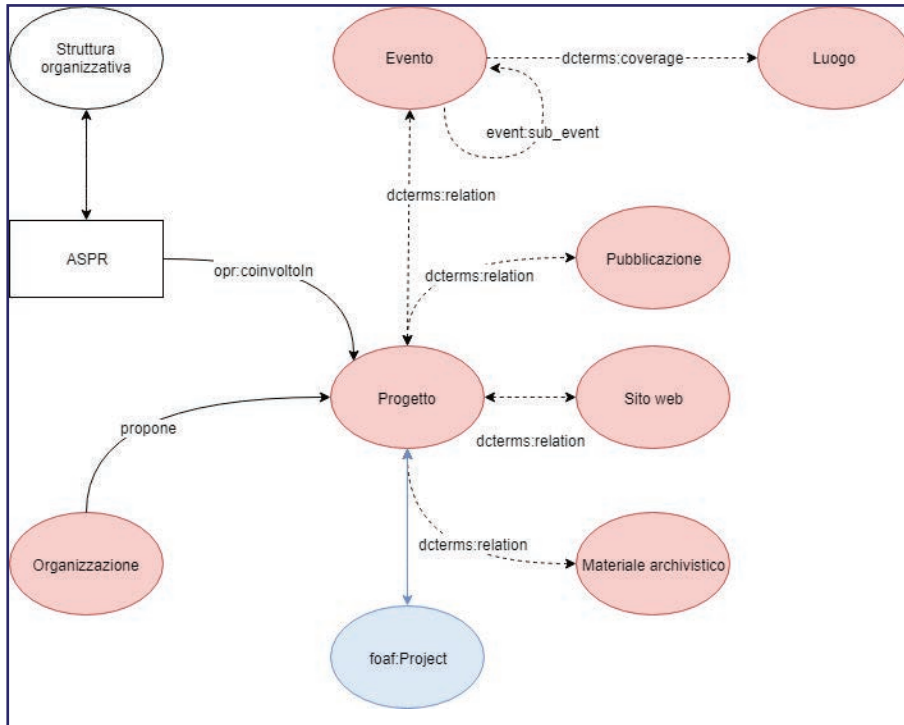 Struttura
organizzativa
Evento
dcterms:coverage
Luogo
event:sub_event
dcterms:relation
ASPR
opr:coinvoltoIn
dcterms:relation
Pubblicazione
Progetto
Sito web
propone
dcterms:relation
Organizzazione
dcterms:relation
Materiale archivistico
foaf:Project